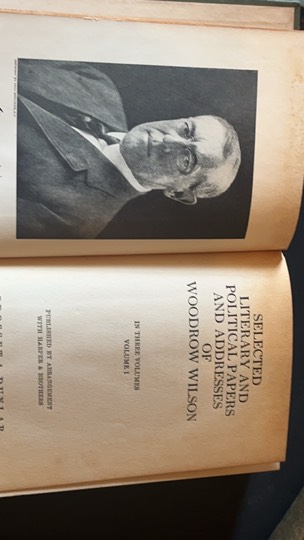 SELECTED
LITERARY AND
POLITICAL PAPERS
AND ADDRESSES
OF
WOODROW WILSON
IN THREE VOLUMES
VOLUME I
PUBLISHED BY ARRANGEMENT
WITH HARPER & BROTHERS